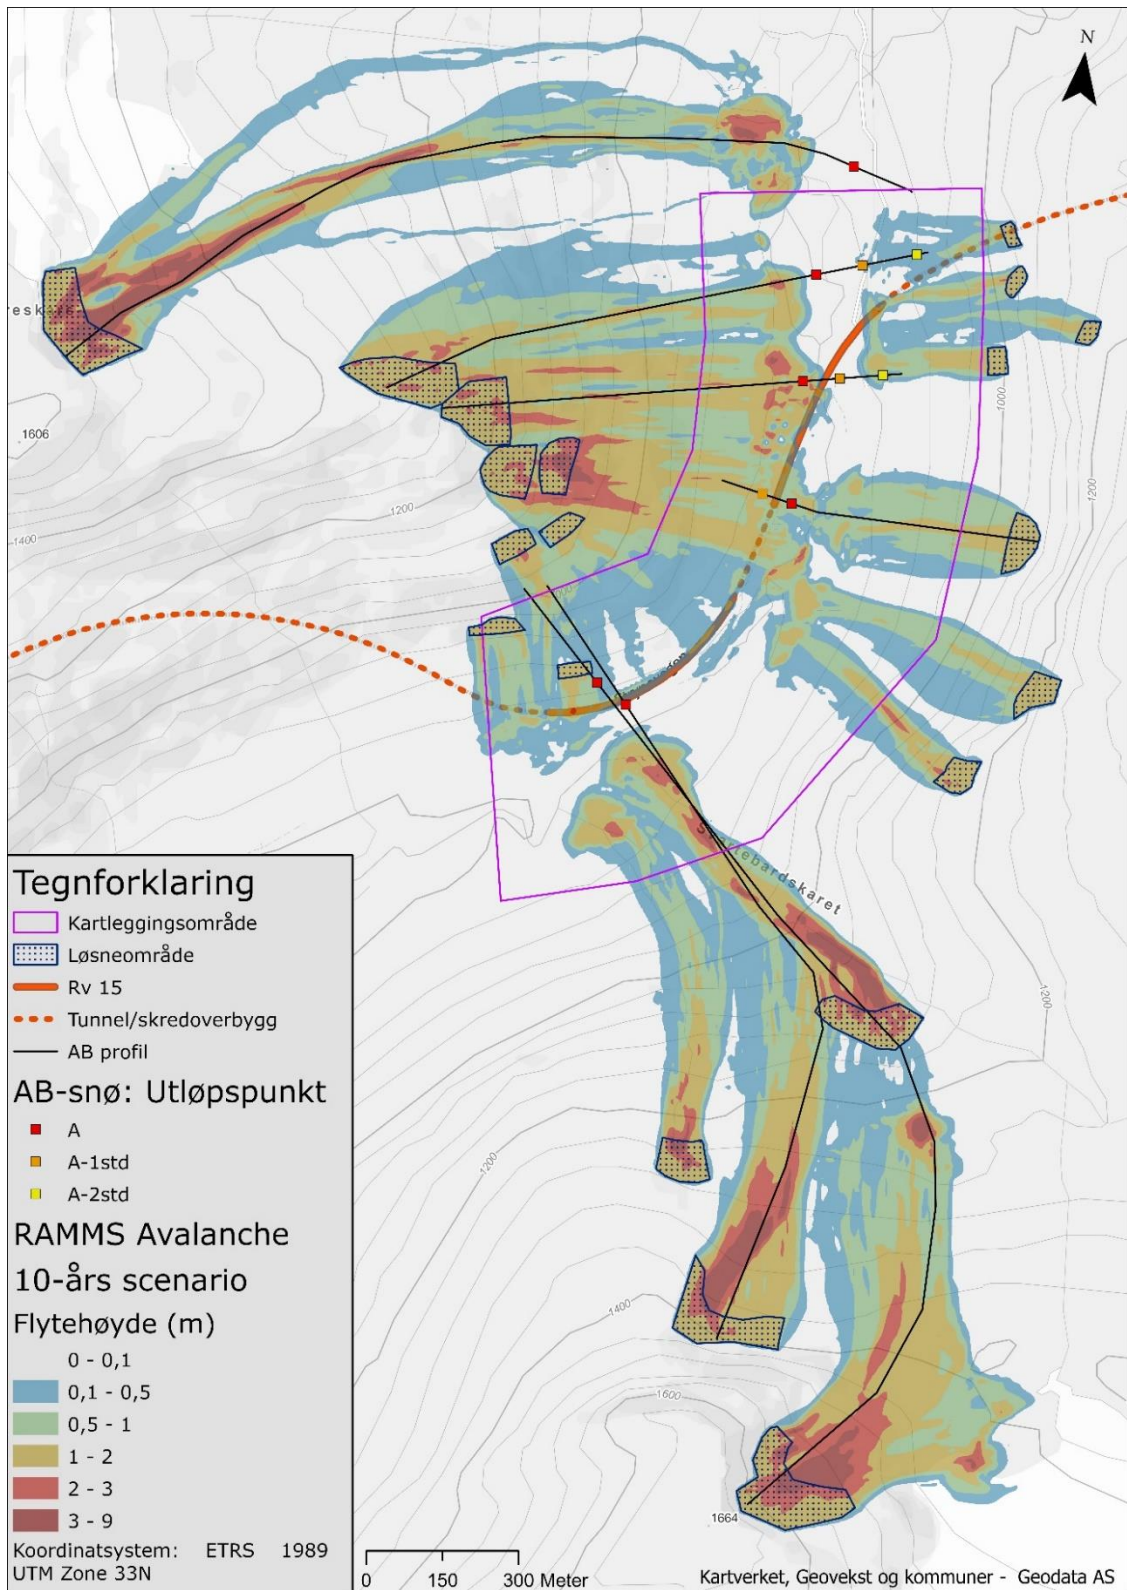 N
resk
1606
1000
1200
1200
1400
Svartebardskaret
1200
1200
1400
1600
1664
Tegnforklaring
Kartleggingsområde
Løsneområde
Rv 15
Tunnel/skredoverbygg
AB profil
AB-snø: Utløpspunkt
A
A-1std
A-2std
RAMMS Avalanche
10-års scenario
Flytehøyde (m)
0 - 0,1
0,1 - 0,5
0,5 - 1
1 - 2
2 - 3
3 - 9
Koordinatsystem: ETRS 1989
UTM Zone 33N
0 150 300 Meter
Kartverket, Geovekst og kommuner - Geodata AS